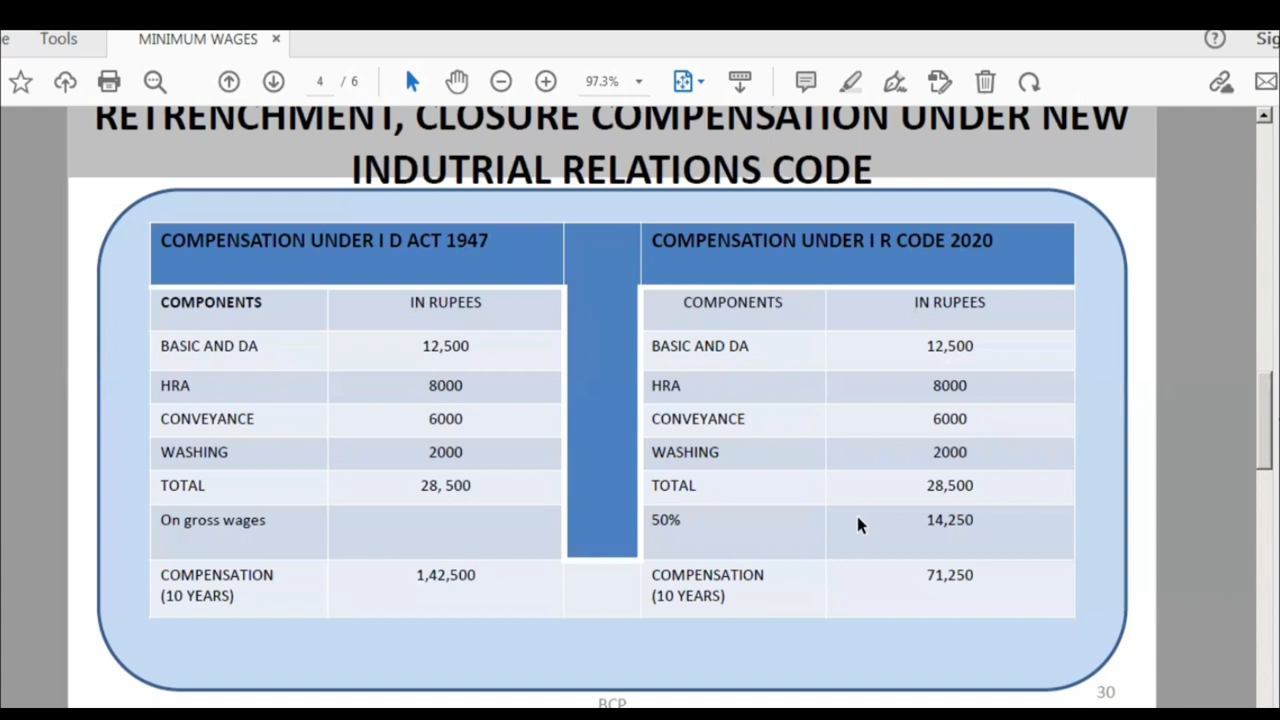 Tools
MINIMUM WAGES ×
4 / 6
97.3%
RETRENCHMENT, CLOSURE COMPENSATION UNDER NEW
INDUTRIAL RELATIONS CODE
COMPENSATION UNDER I D ACT 1947 COMPENSATION UNDER I R CODE 2020
COMPONENTS IN RUPEES COMPONENTS IN RUPEES
BASIC AND DA 12,500 BASIC AND DA 12,500
HRA 8000 HRA 8000
CONVEYANCE 6000 CONVEYANCE 6000
WASHING 2000 WASHING 2000
TOTAL 28, 500 TOTAL 28,500
On gross wages 50% 14,250
COMPENSATION 1,42,500 COMPENSATION 71,250
(10 YEARS) (10 YEARS)
30
BCP